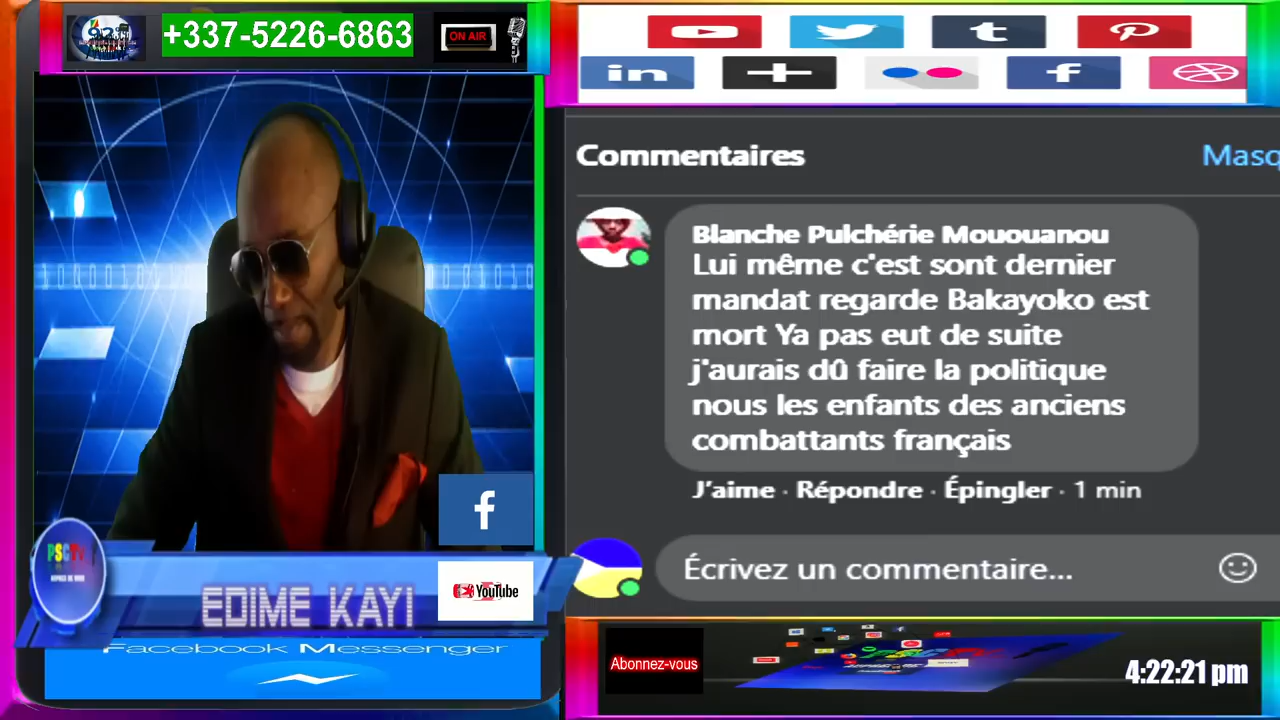 +337-5226-6863
ON AIR
in
f
Commentaires
Masq
Blanche Pulchérie Mououanou
Lui même c'est sont dernier
mandat regarde Bakayoko est
mort Ya pas eut de suite
j'aurais dû faire la politique
nous les enfants des anciens
combattants français
J'aime · Répondre · Épingler · 1 min
Écrivez un commentaire...
f
PSCTV
EDIME KAYI
YouTube
Facebook Messenger
Abonnez-vous
4:22:21 pm